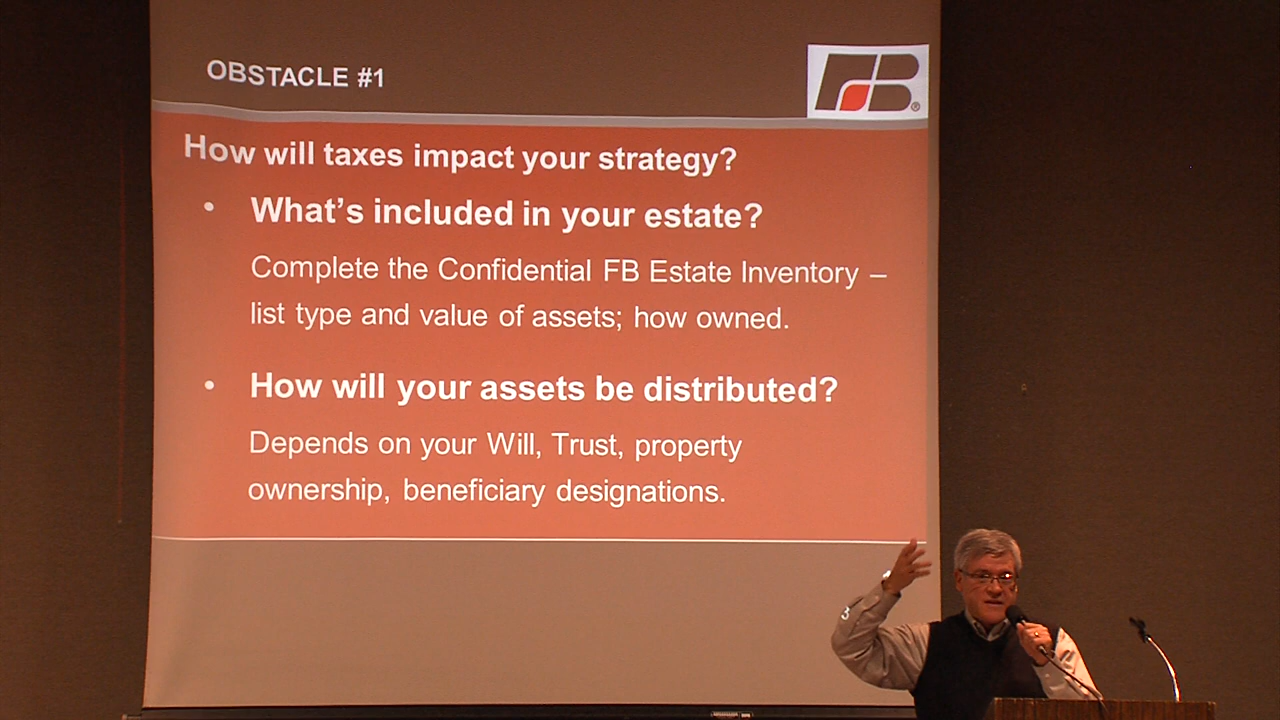 OBSTACLE #1
FB®
How will taxes impact your strategy?
• What's included in your estate?
Complete the Confidential FB Estate Inventory –
list type and value of assets; how owned.
• How will your assets be distributed?
Depends on your Will, Trust, property
ownership, beneficiary designations.
3